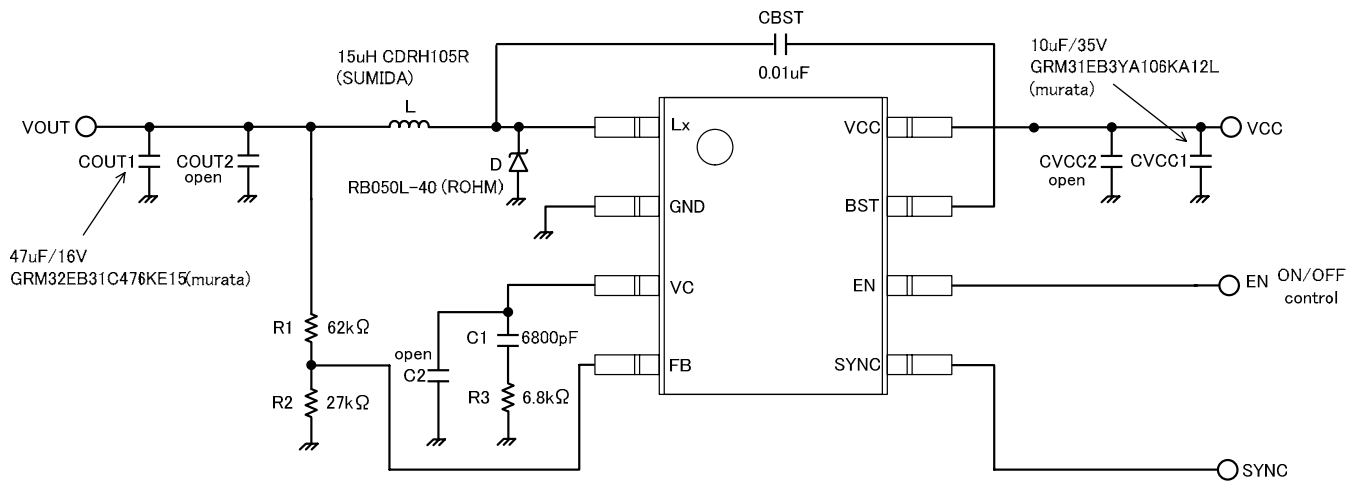 CBST
0.01uF
15uH CDRH105R
(SUMIDA)
L
10uF/35V
GRM31EB3YA106KA12L
(murata)
VOUT
COUT1
COUT2
open
D
RB050L-40 (ROHM)
Lx
VCC
GND
BST
VC
EN
FB
SYNC
VCC
CVCC2
open
CVCC1
47uF/16V
GRM32EB31C476KE15(murata)
EN ON/OFF
control
R1 62kΩ
R2 27kΩ
open
C2
C1 6800pF
R3 6.8kΩ
SYNC